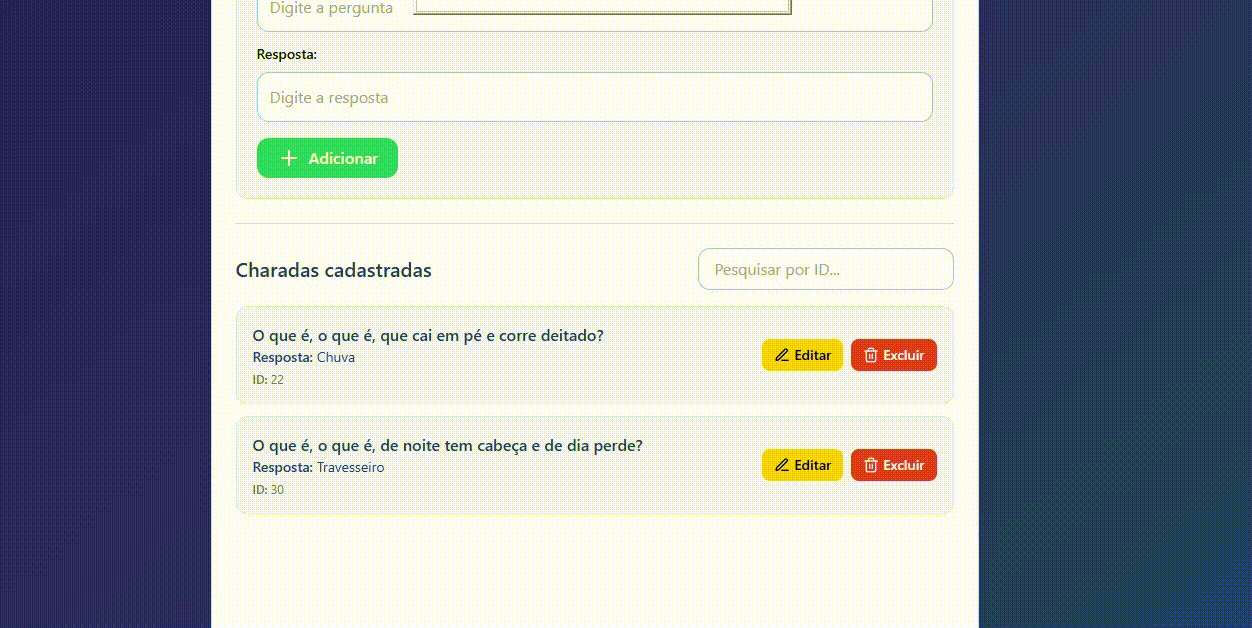 Digite a pergunta
Resposta:
Digite a resposta
Adicionar
Charadas cadastradas
Pesquisar por ID...
O que é, o que é, que cai em pé e corre deitado?
Resposta: Chuva
ID: 22
Editar
Excluir
O que é, o que é, de noite tem cabeça e de dia perde?
Resposta: Travesseiro
ID: 30
Editar
Excluir